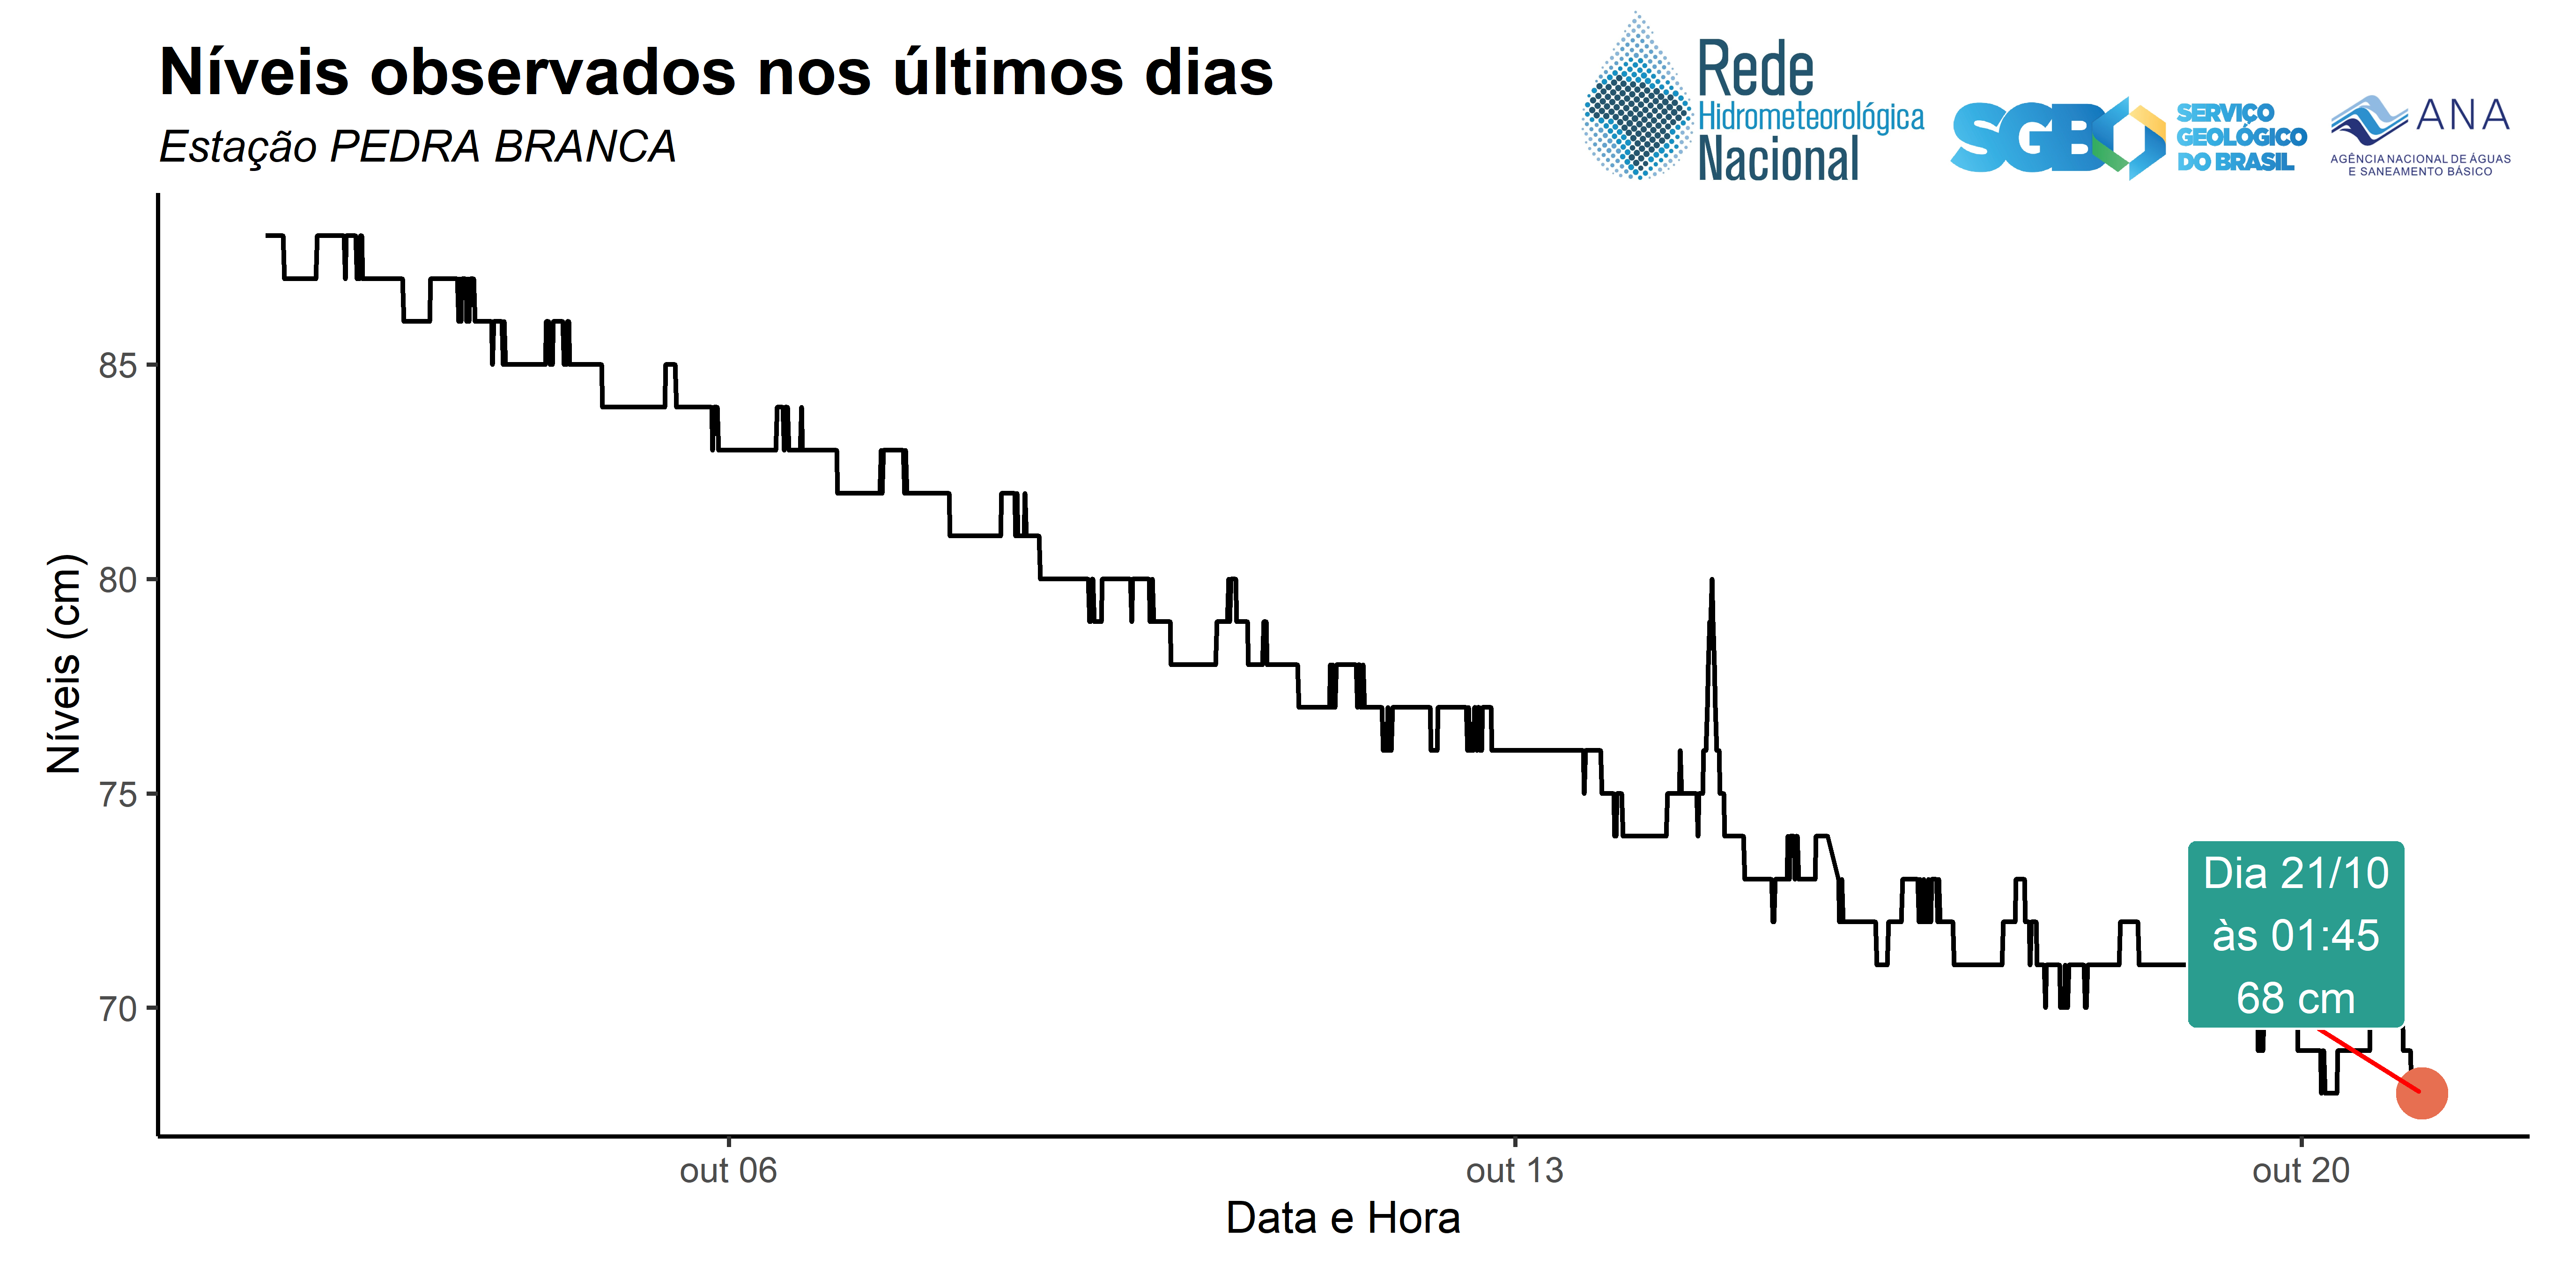 Níveis observados nos últimos dias
Estação PEDRA BRANCA
Rede
Hidrometeorológica
Nacional
SGB
SERVIÇO
GEOLÓGICO
DO BRASIL
ANA
AGÊNCIA NACIONAL DE ÁGUAS
E SANEAMENTO BÁSICO
Níveis (cm)
85
80
75
70
Dia 21/10
às 01:45
68 cm
out 06
out 13
out 20
Data e Hora